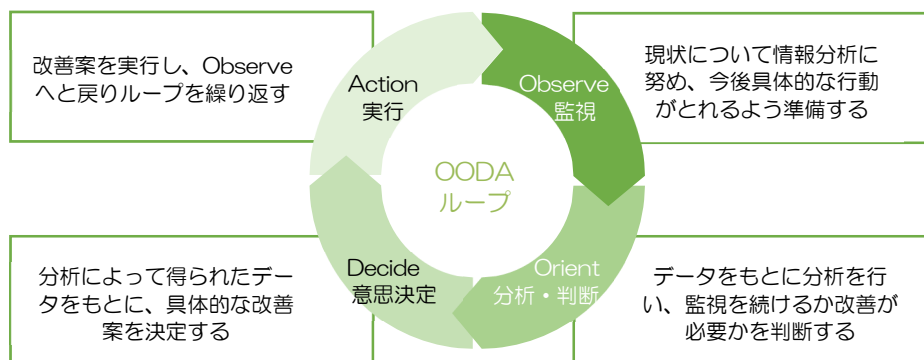 改善案を実行し、Observe
へと戻りループを繰り返す
Action
実行
Observe
監視
現状について情報分析に
努め、今後具体的な行動
がとれるよう準備する
OODA
ループ
分析によって得られたデー
タをもとに、具体的な改善
案を決定する
Decide
意思決定
Orient
分析・判断
データをもとに分析を行
い、監視を続けるか改善が
必要かを判断する